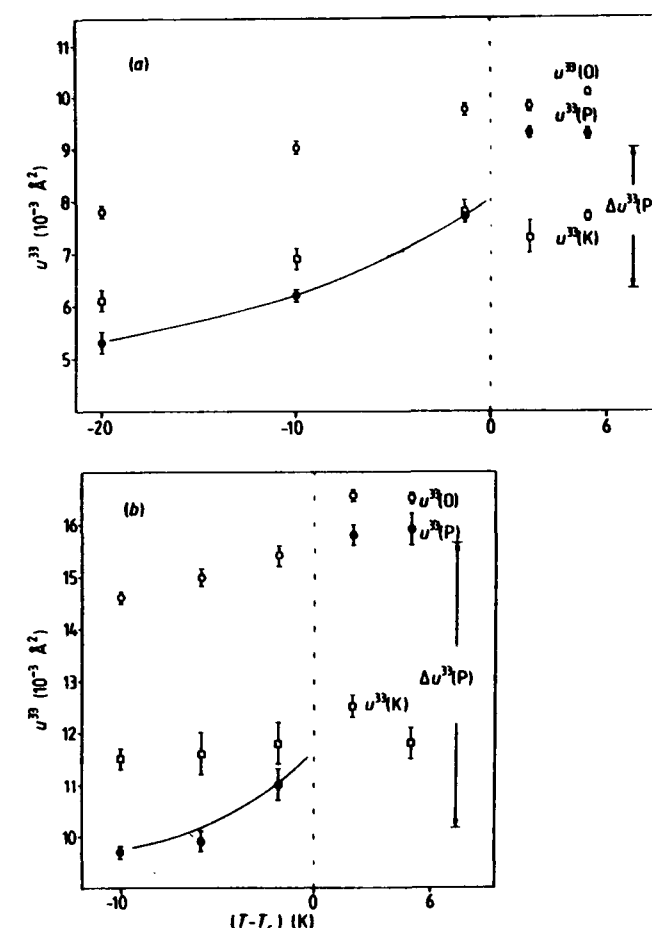 (a)
11
10
9
8
7
6
5
u³³ (10⁻³ Å²)
u³³(O)
u³³(P)
Δu³³(P
u³³(K)
-20
-10
0
6
(b)
16
15
14
13
12
11
10
u³³ (10⁻³ Å²)
u³³(O)
u³³(P)
Δu³³(P)
u³³(K)
-10
0
6
(T-T꜀) (K)